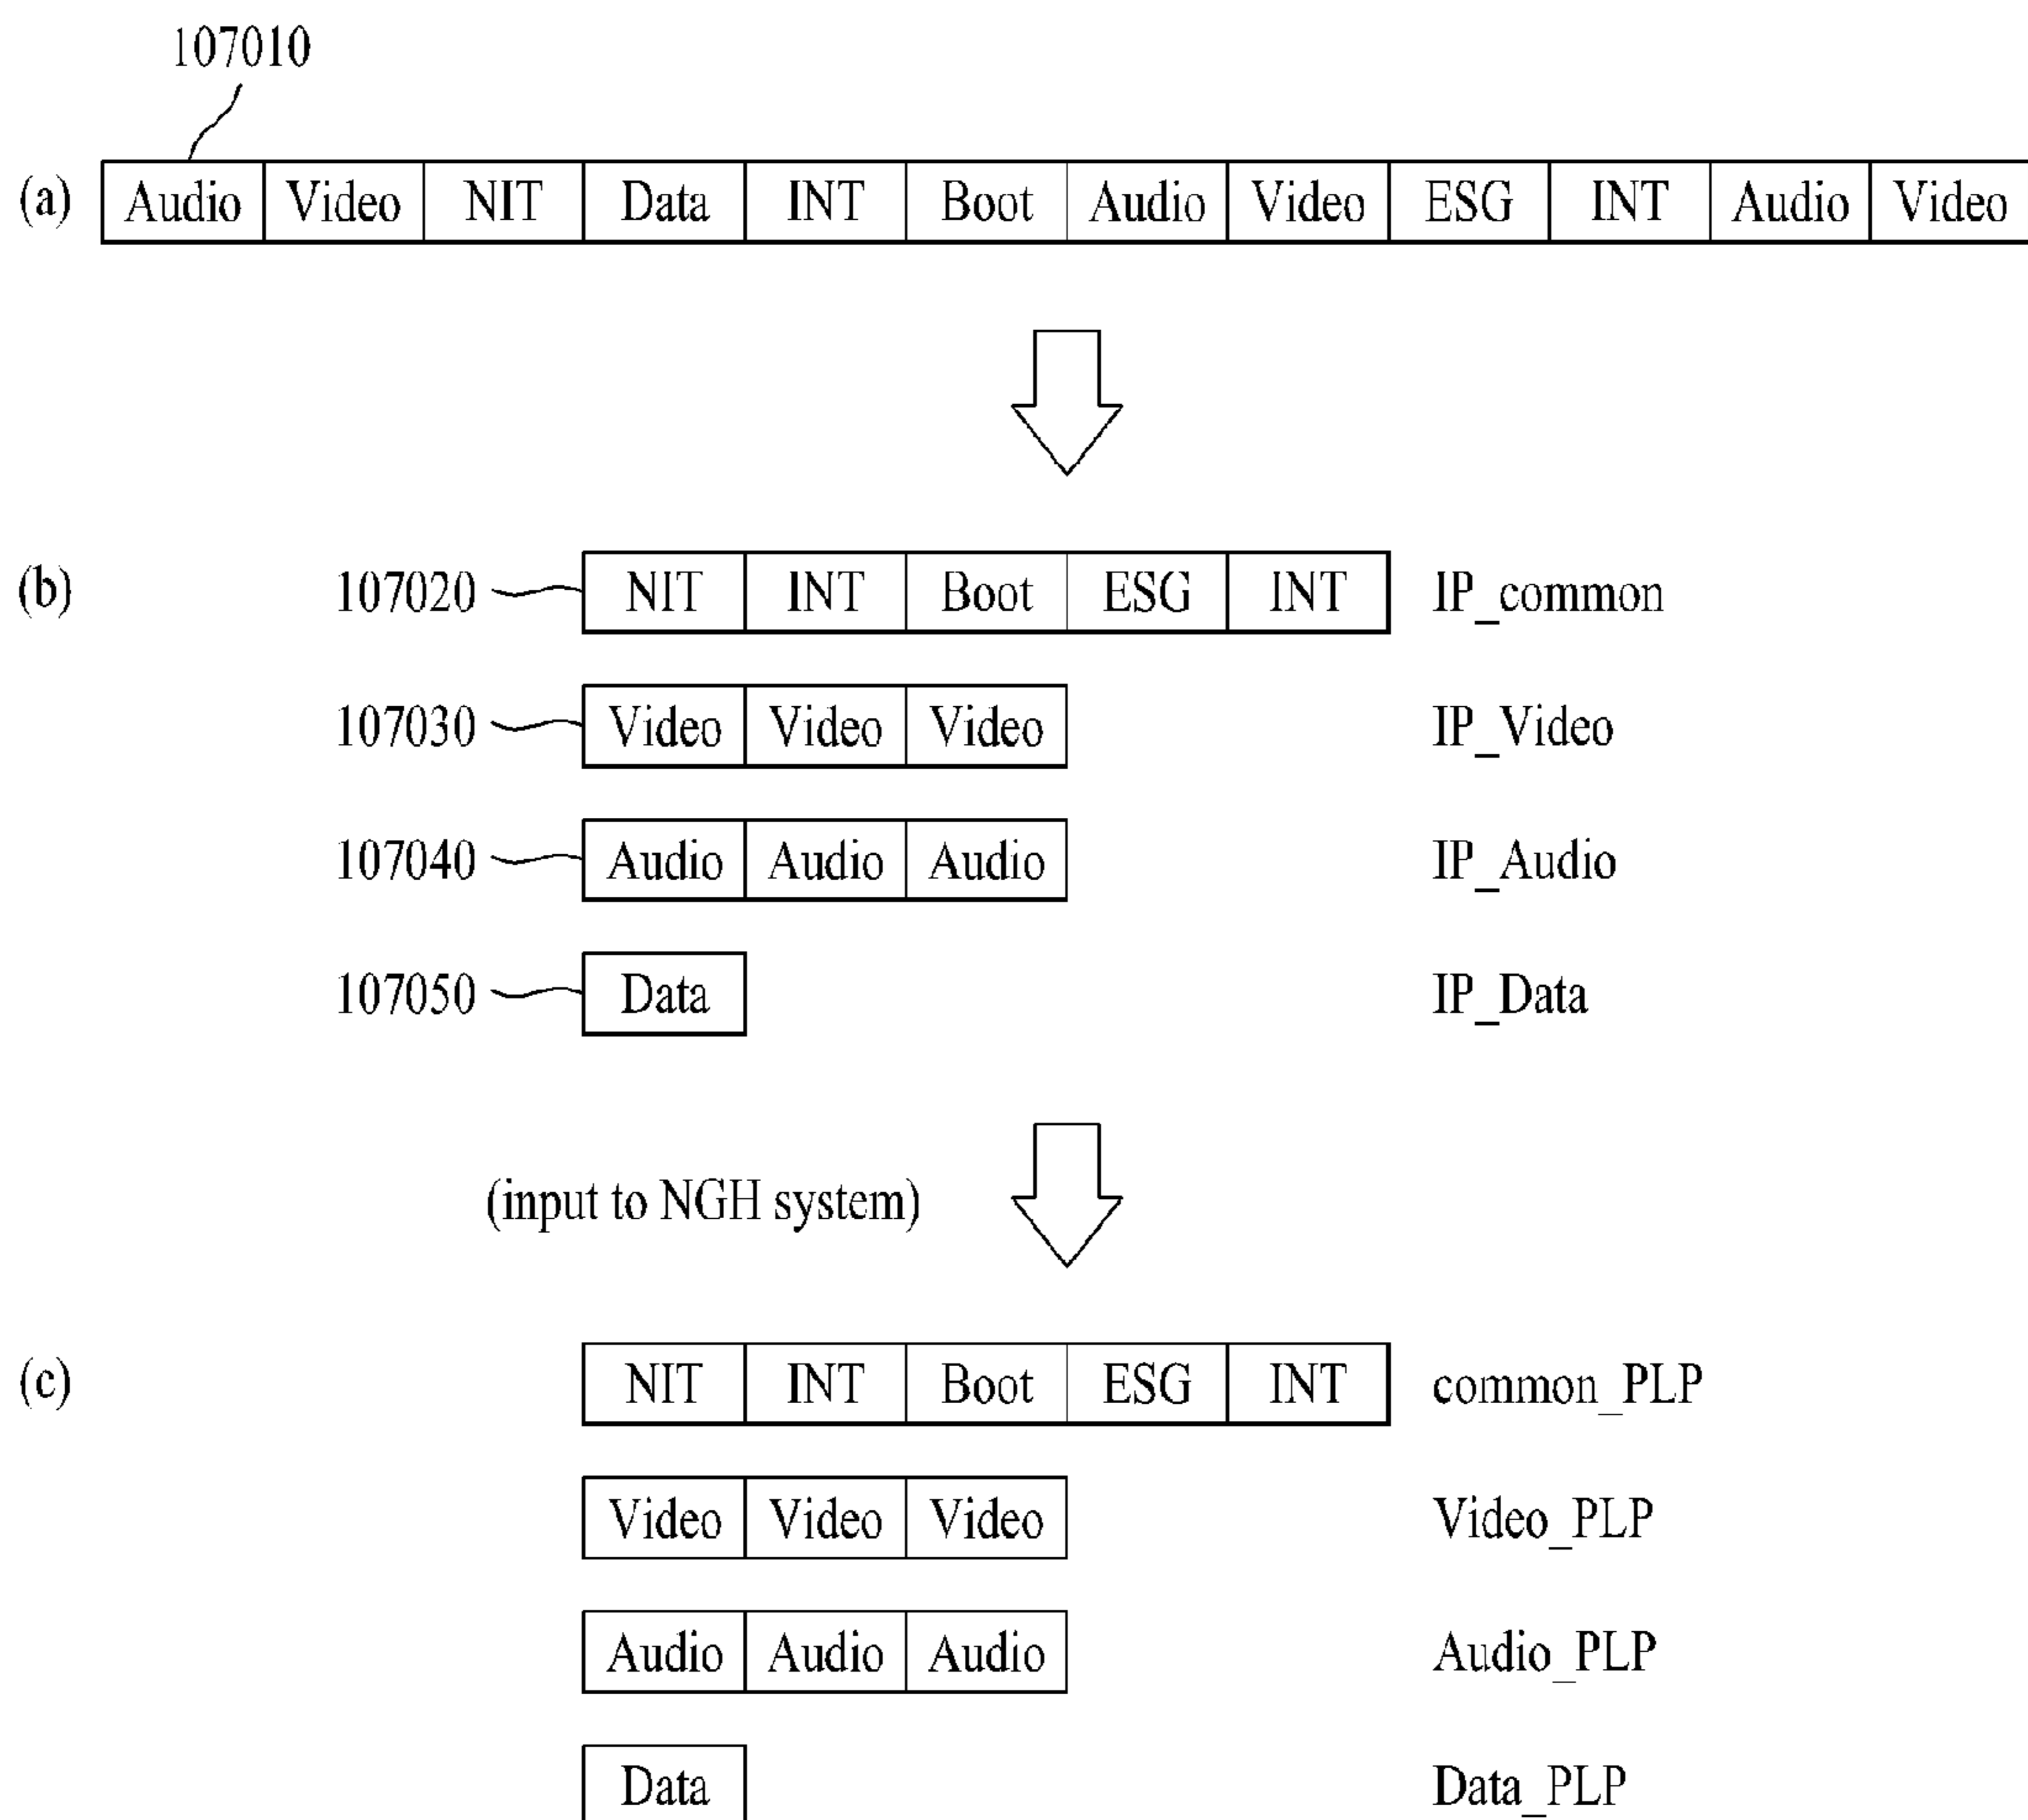 107010
(a) Audio Video NIT Data INT Boot Audio Video ESG INT Audio Video
(b) 107020 NIT INT Boot ESG INT IP_common
107030 Video Video Video IP_Video
107040 Audio Audio Audio IP_Audio
107050 Data IP_Data
(input to NGH system)
(c) NIT INT Boot ESG INT common_PLP
Video Video Video Video_PLP
Audio Audio Audio Audio_PLP
Data Data_PLP